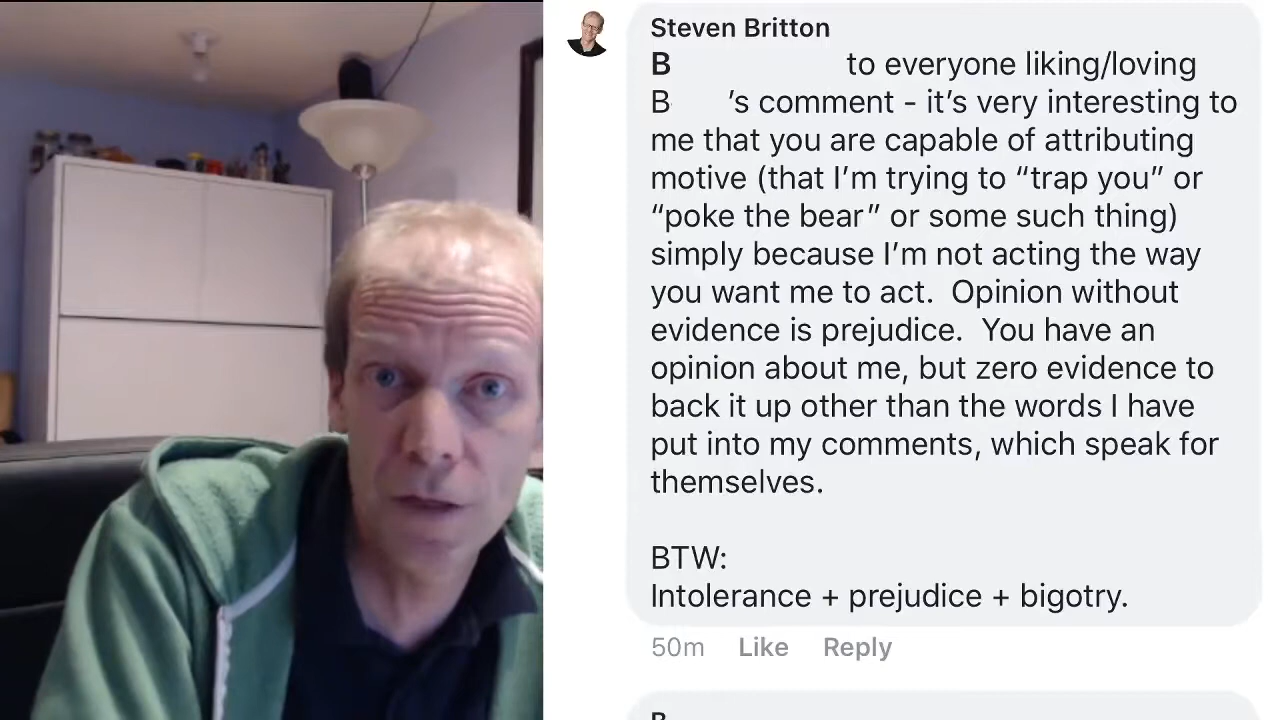 Steven Britton
B to everyone liking/loving
B 's comment - it's very interesting to
me that you are capable of attributing
motive (that I'm trying to “trap you” or
“poke the bear” or some such thing)
simply because I'm not acting the way
you want me to act.  Opinion without
evidence is prejudice.  You have an
opinion about me, but zero evidence to
back it up other than the words I have
put into my comments, which speak for
themselves.
BTW:
Intolerance + prejudice + bigotry.
50m Like Reply